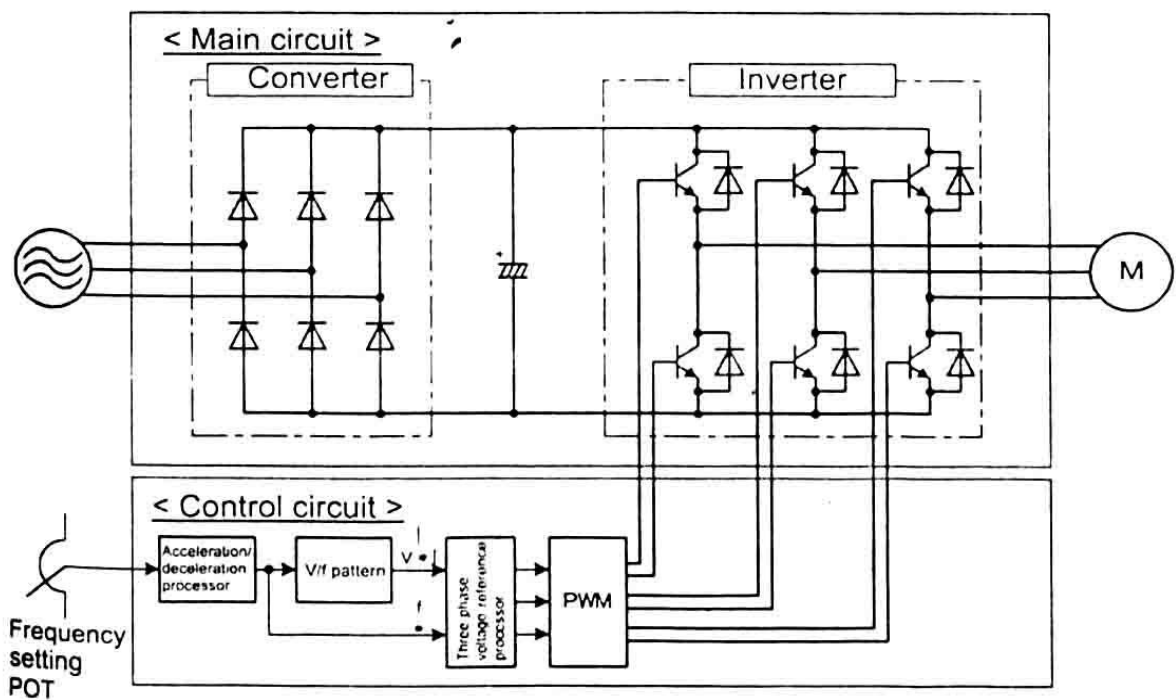 < Main circuit >
Converter
Inverter
+
M
< Control circuit >
Acceleration/
deceleration
processor
V/f pattern
V
f
Three phase
voltage reference
processor
PWM
Frequency
setting
POT